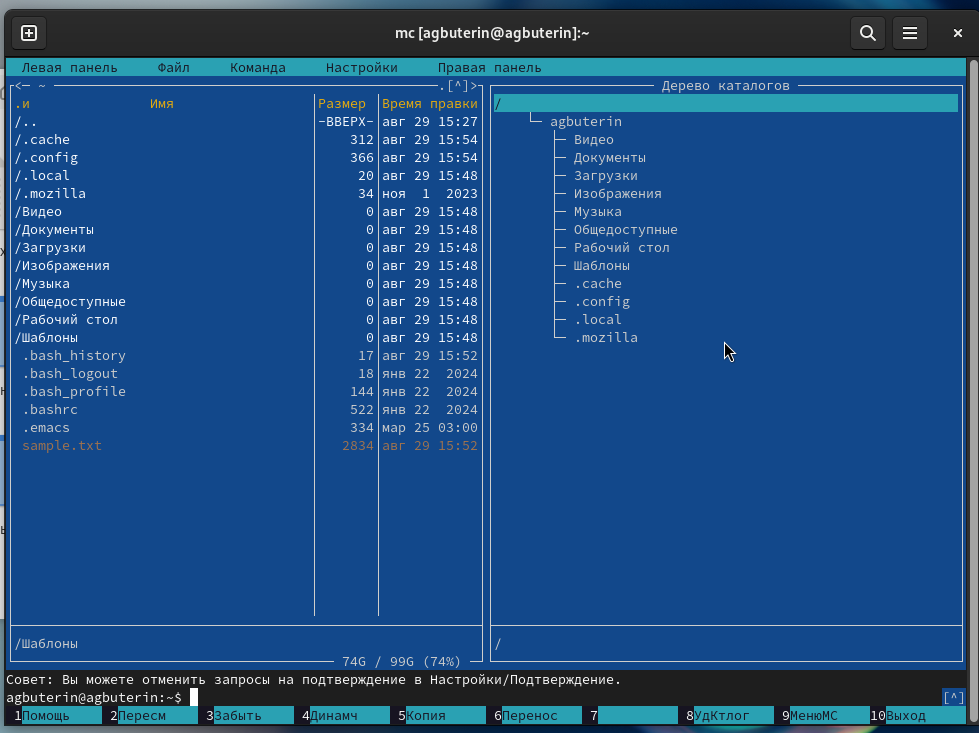 mc [agbuterin@agbuterin]:~
Левая панель Файл Команда Настройки Правая панель
<─ ~ .[^]>
.и Имя Размер Время правки
/.. -ВВЕРХ- авг 29 15:27
/.cache 312 авг 29 15:54
/.config 366 авг 29 15:54
/.local 20 авг 29 15:48
/.mozilla 34 ноя 1 2023
/Видео 0 авг 29 15:48
/Документы 0 авг 29 15:48
/Загрузки 0 авг 29 15:48
/Изображения 0 авг 29 15:48
/Музыка 0 авг 29 15:48
/Общедоступные 0 авг 29 15:48
/Рабочий стол 0 авг 29 15:48
/Шаблоны 0 авг 29 15:48
.bash_history 17 авг 29 15:52
.bash_logout 18 янв 22 2024
.bash_profile 144 янв 22 2024
.bashrc 522 янв 22 2024
.emacs 334 мар 25 03:00
sample.txt 2834 авг 29 15:52
/Шаблоны
74G / 99G (74%)
Дерево каталогов
/
agbuterin
Видео
Документы
Загрузки
Изображения
Музыка
Общедоступные
Рабочий стол
Шаблоны
.cache
.config
.local
.mozilla
/
Совет: Вы можете отменить запросы на подтверждение в Настройки/Подтверждение.
agbuterin@agbuterin:~$ [^]
1Помощь 2Пересм 3Забыть 4Динамч 5Копия 6Перенос 7 8УдКтлог 9МенюMC 10Выход